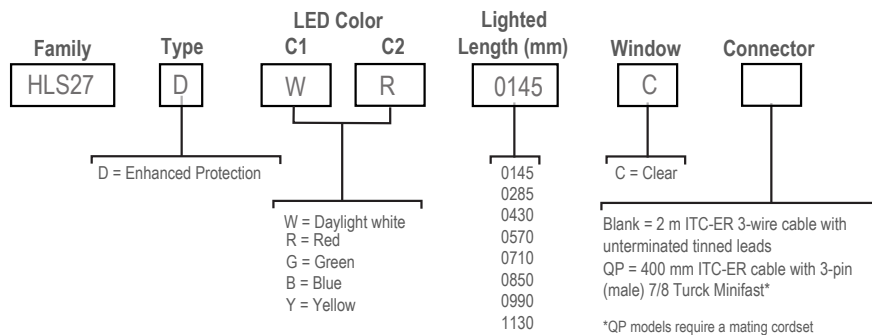 LED Color
Lighted
Family Type C1 C2 Length (mm) Window Connector
HLS27 D W R 0145 C
D = Enhanced Protection
W = Daylight white
R = Red
G = Green
B = Blue
Y = Yellow
0145
0285
0430
0570
0710
0850
0990
1130
C = Clear
Blank = 2 m ITC-ER 3-wire cable with
unterminated tinned leads
QP = 400 mm ITC-ER cable with 3-pin
(male) 7/8 Turck Minifast*
*QP models require a mating cordset